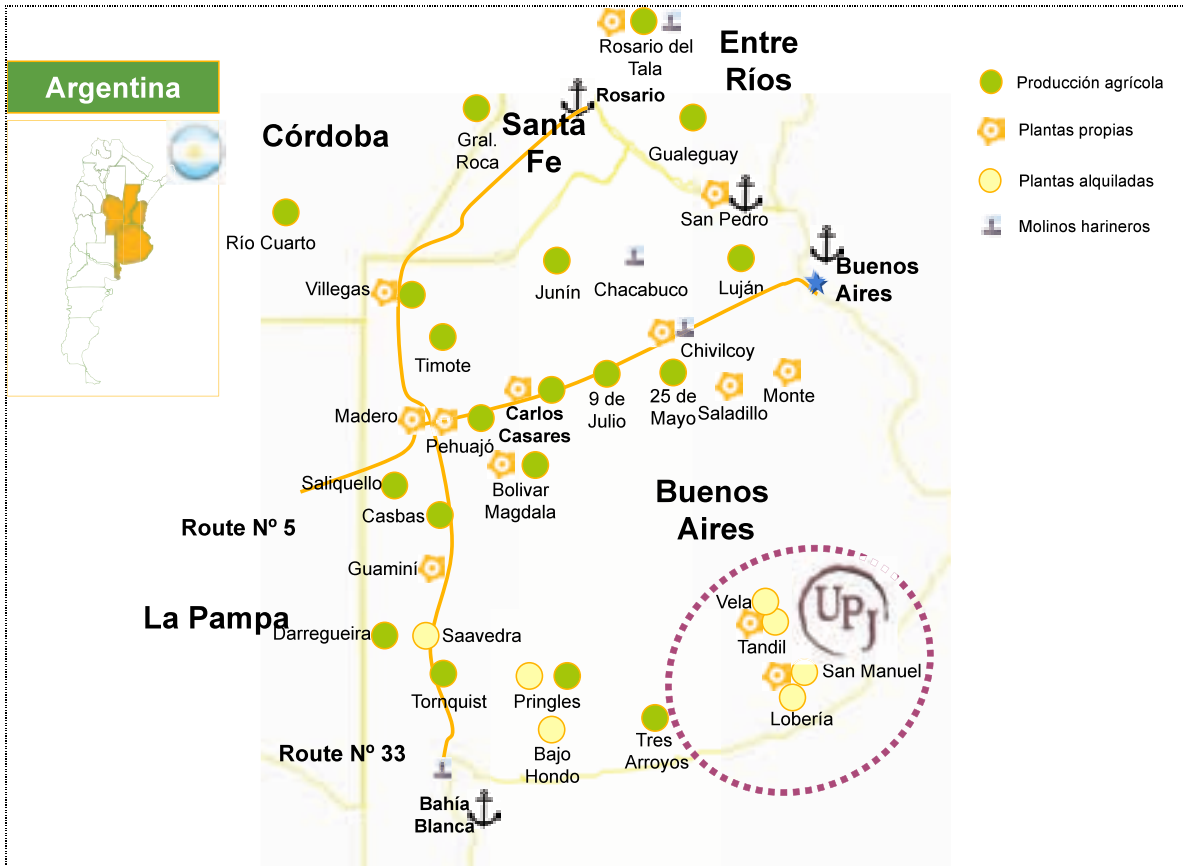 Argentina
Rosario del
Tala
Entre
Ríos
Rosario
Córdoba
Gral.
Roca
Santa
Fe
Gualeguay
San Pedro
Río Cuarto
Villegas
Junín
Chacabuco
Luján
Buenos
Aires
Timote
Chivilcoy
Madero
Pehuajó
Carlos
Casares
9 de
Julio
25 de
Mayo
Saladillo
Monte
Bolivar
Magdala
Saliquello
Casbas
Route Nº 5
Buenos
Aires
Guaminí
La Pampa
Darregueira
Saavedra
Tornquist
Pringles
Bajo
Hondo
Tres
Arroyos
Route Nº 33
Bahía
Blanca
UPJ
Vela
Tandil
San Manuel
Lobería
Producción agrícola
Plantas propias
Plantas alquiladas
Molinos harineros